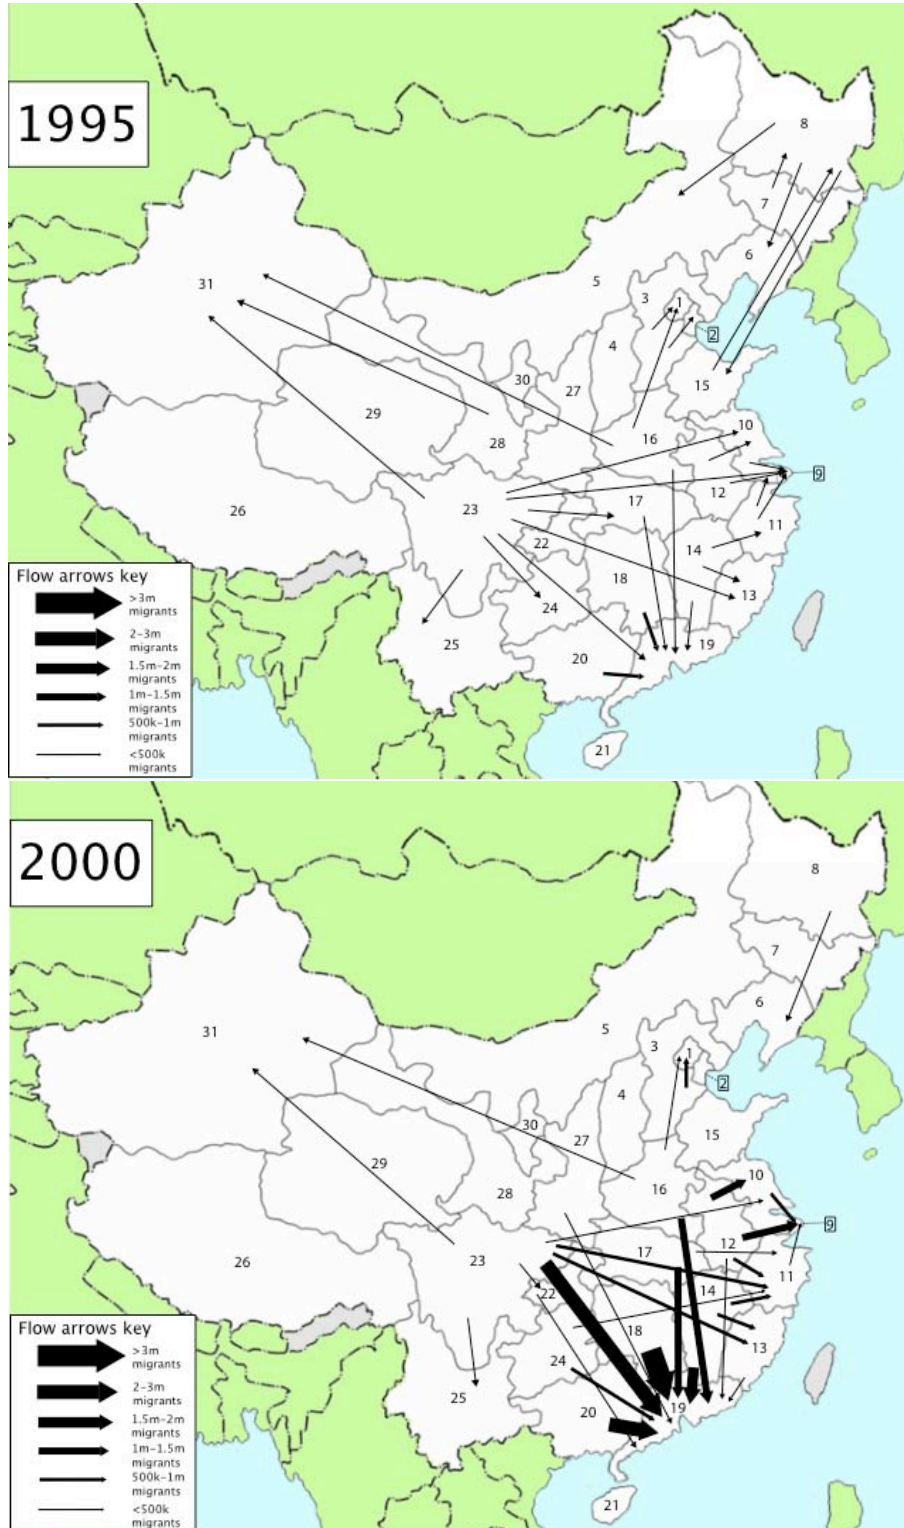 1995
8
7
6
5
31
3
1
2
4
15
30
27
29
28
16
10
9
26
23
17
12
11
22
14
18
13
24
25
19
20
21
Flow arrows key
>3m
migrants
2-3m
migrants
1.5m-2m
migrants
1m-1.5m
migrants
500k-1m
migrants
<500k
migrants
2000
8
7
6
5
31
3
1
2
4
15
30
27
29
28
16
10
9
26
23
17
12
11
22
14
18
13
24
25
19
20
21
Flow arrows key
>3m
migrants
2-3m
migrants
1.5m-2m
migrants
1m-1.5m
migrants
500k-1m
migrants
<500k
migrants